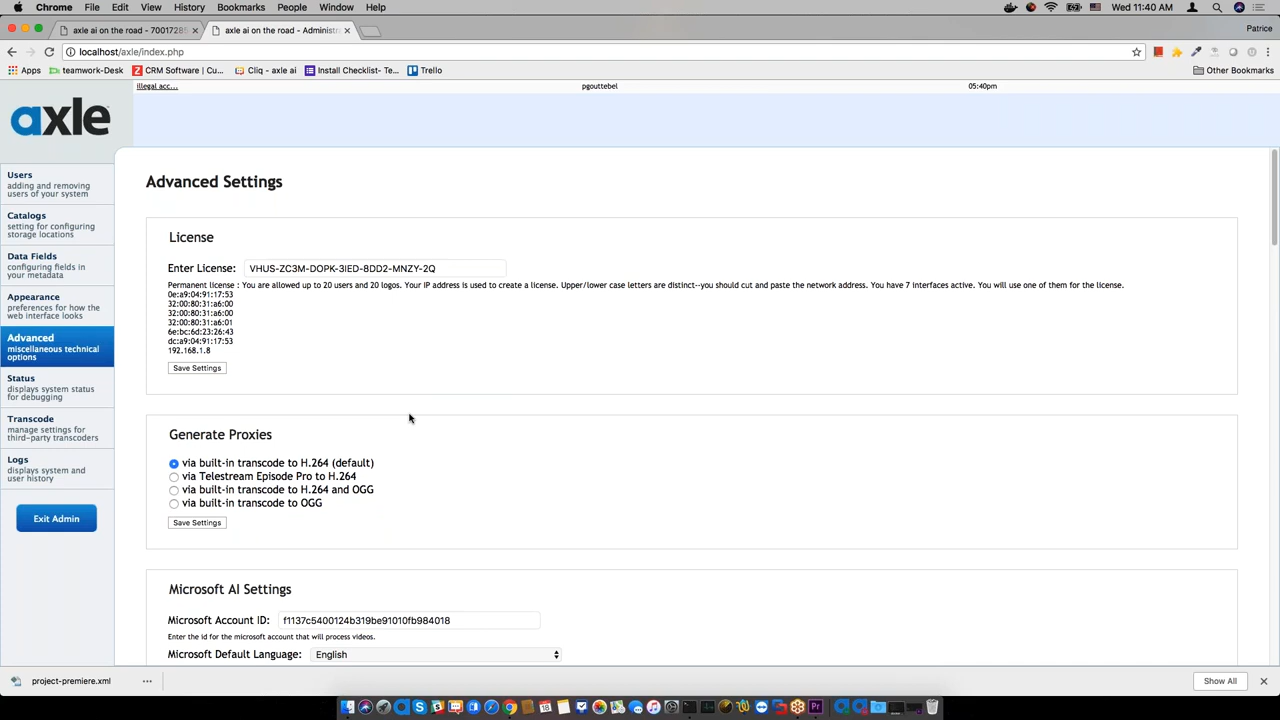 Chrome File Edit View History Bookmarks People Window Help Wed 11:40 AM
axle ai on the road - 7001728 axle ai on the road - Administr Patrice
localhost/axle/index.php
Apps teamwork-Desk CRM Software | Cu... Cliq - axle ai Install Checklist- Te... Trello Other Bookmarks
illegal acc... pgouttebel 05:40pm
axle
Users
adding and removing
users of your system
Catalogs
setting for configuring
storage locations
Data Fields
configuring fields in
your metadata
Appearance
preferences for how the
web interface looks
Advanced
miscellaneous technical
options
Status
displays system status
for debugging
Transcode
manage settings for
third-party transcoders
Logs
displays system and
user history
Exit Admin
Advanced Settings
License
Enter License: VHUS-ZC3M-DOPK-3IED-8DD2-MNZY-2Q
Permanent license : You are allowed up to 20 users and 20 logos. Your IP address is used to create a license. Upper/lower case letters are distinct--you should cut and paste the network address. You have 7 interfaces active. You will use one of them for the license.
0e:a9:04:91:17:53
32:00:80:31:a6:00
32:00:80:31:a6:00
32:00:80:31:a6:01
6e:bc:6d:23:26:43
dc:a9:04:91:17:53
192.168.1.8
Save Settings
Generate Proxies
via built-in transcode to H.264 (default)
via Telestream Episode Pro to H.264
via built-in transcode to H.264 and OGG
via built-in transcode to OGG
Save Settings
Microsoft AI Settings
Microsoft Account ID: f1137c5400124b319be91010fb984018
Enter the id for the microsoft account that will process videos.
Microsoft Default Language: English
project-premiere.xml Show All